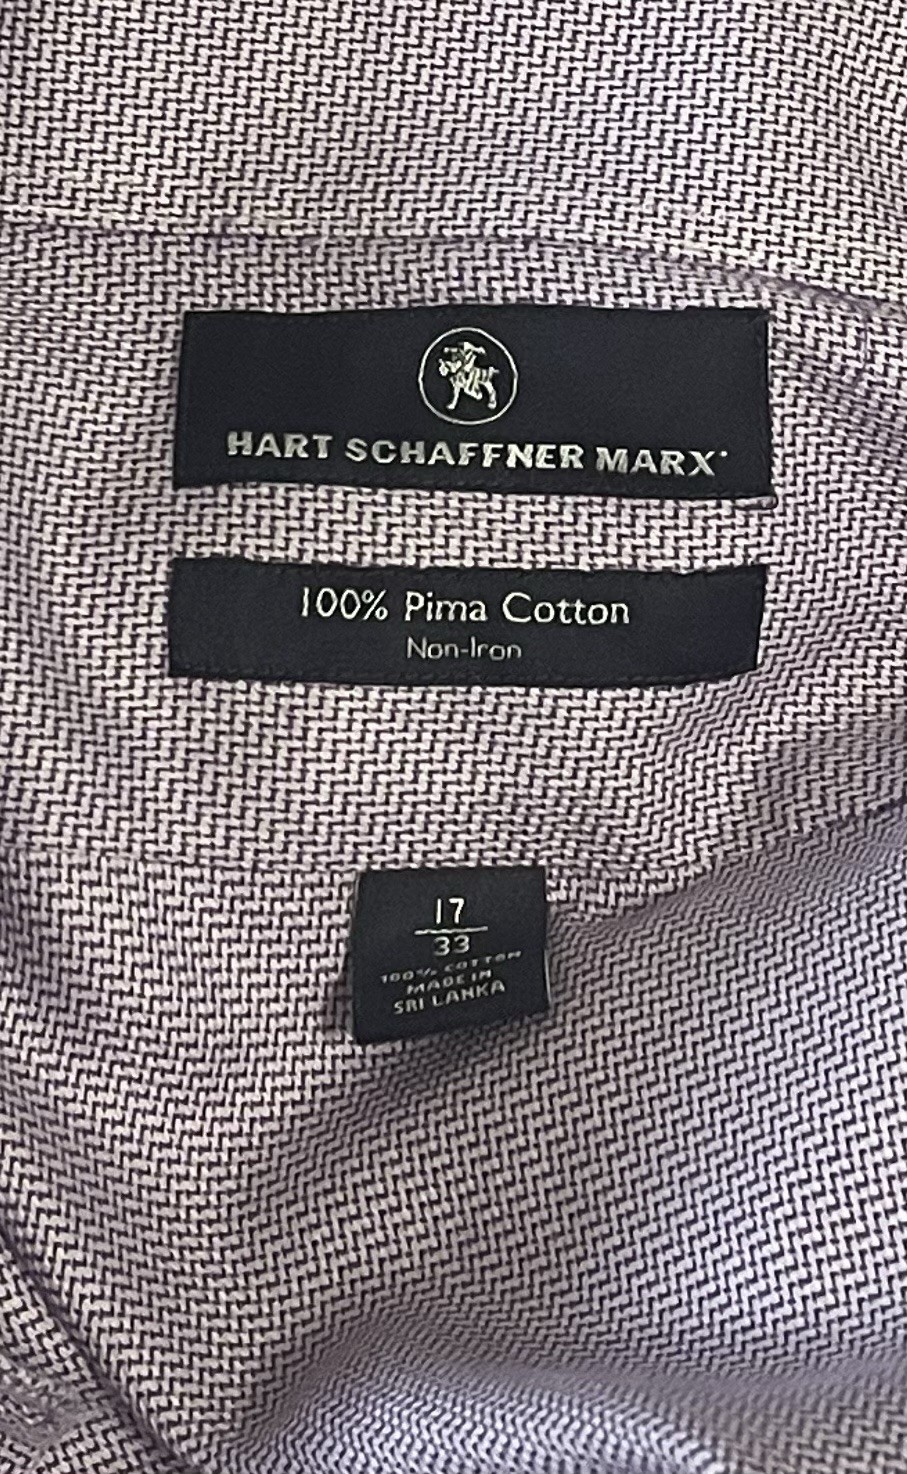 HART SCHAFFNER MARX
100% Pima Cotton
Non-Iron
17
33
100% COTTON
MADE IN
SRI LANKA